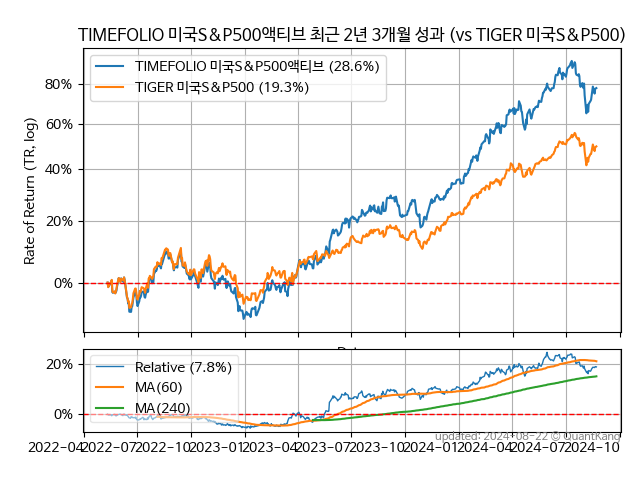 TIMEFOLIO 미국S&P500액티브 최근 2년 3개월 성과 (vs TIGER 미국S&P500)
TIMEFOLIO 미국S&P500액티브 (28.6%)
TIGER 미국S&P500 (19.3%)
Rate of Return (TR, log)
80%
60%
40%
20%
0%
Relative (7.8%)
MA(60)
MA(240)
20%
0%
updated: 2024-08-22 © QuantKang
2022-04 2022-07 2022-10 2023-01 2023-04 2023-07 2023-10 2024-01 2024-04 2024-07 2024-10